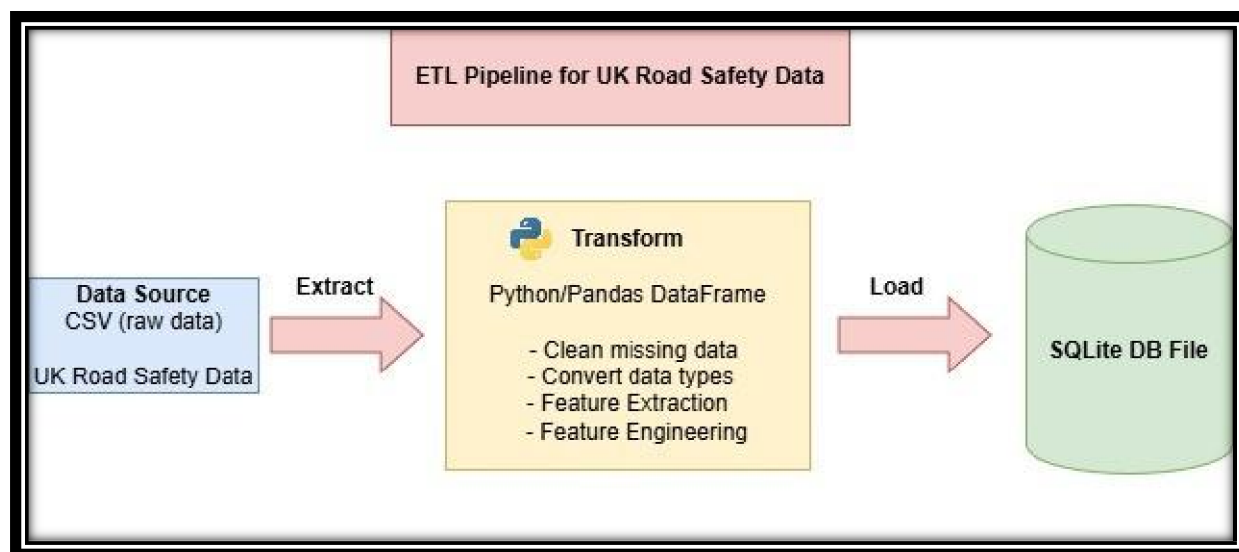 ETL Pipeline for UK Road Safety Data
Data Source
CSV (raw data)
UK Road Safety Data
Extract
Transform
Python/Pandas DataFrame
- Clean missing data
- Convert data types
- Feature Extraction
- Feature Engineering
Load
SQLite DB File